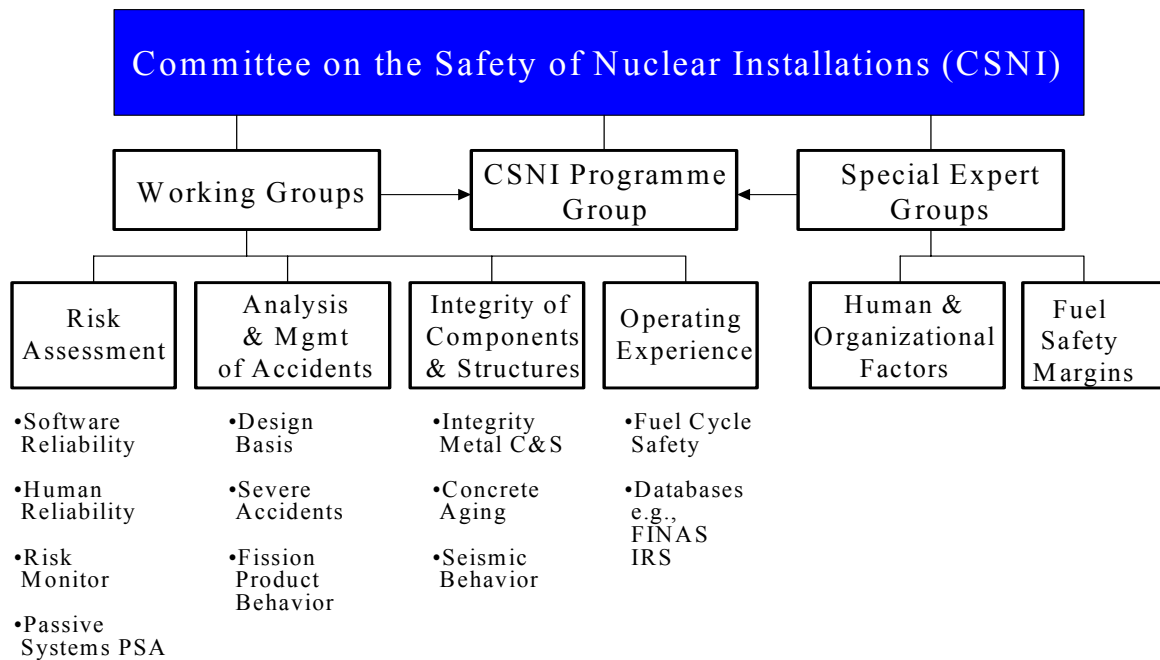 Committee on the Safety of Nuclear Installations (CSNI)
Working Groups
CSNI Programme
Group
Special Expert
Groups
Risk
Assessment
Analysis
& Mgmt
of Accidents
Integrity of
Components
& Structures
Operating
Experience
Human &
Organizational
Factors
Fuel
Safety
Margins
•Software
Reliability
•Human
Reliability
•Risk
Monitor
•Passive
Systems PSA
•Design
Basis
•Severe
Accidents
•Fission
Product
Behavior
•Integrity
Metal C&S
•Concrete
Aging
•Seismic
Behavior
•Fuel Cycle
Safety
•Databases
e.g.,
FINAS
IRS